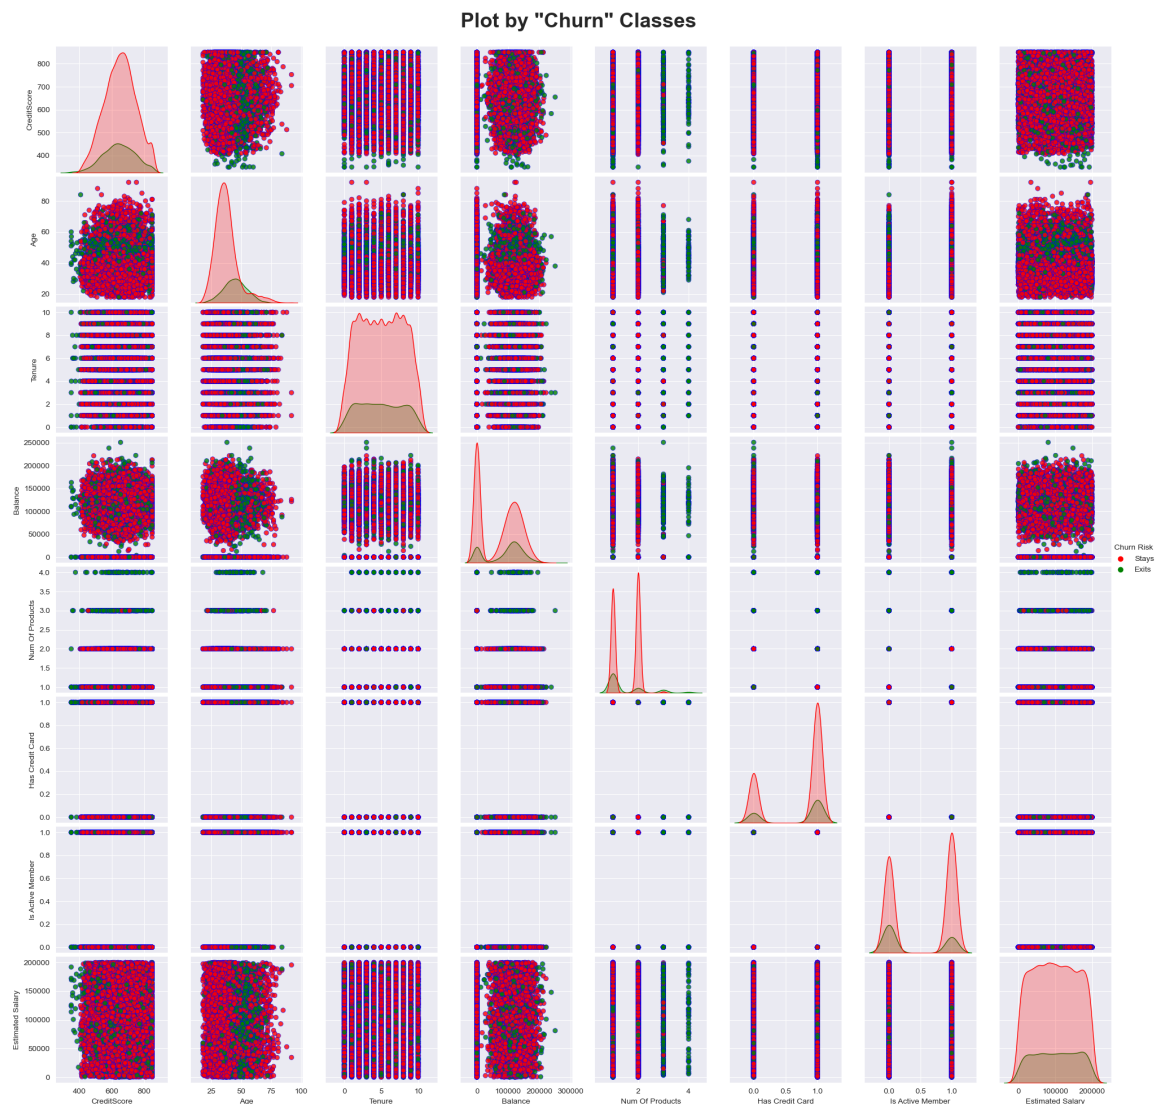 Plot by "Churn" Classes
CreditScore
800
700
600
500
400
Age
80
60
40
20
Tenure
10
8
6
4
2
0
Balance
250000
200000
150000
100000
50000
0
Churn Risk
Stays
Exits
Num Of Products
4.0
3.5
3.0
2.5
2.0
1.5
1.0
Has Credit Card
1.0
0.8
0.6
0.4
0.2
0.0
Is Active Member
1.0
0.8
0.6
0.4
0.2
0.0
Estimated Salary
200000
150000
100000
50000
0
400 600 800
25 50 75 100
0 5 10
0 100000 200000 300000
2 4
0.0 0.5 1.0
0.0 0.5 1.0
0 100000 200000
CreditScore
Age
Tenure
Balance
Num Of Products
Has Credit Card
Is Active Member
Estimated Salary